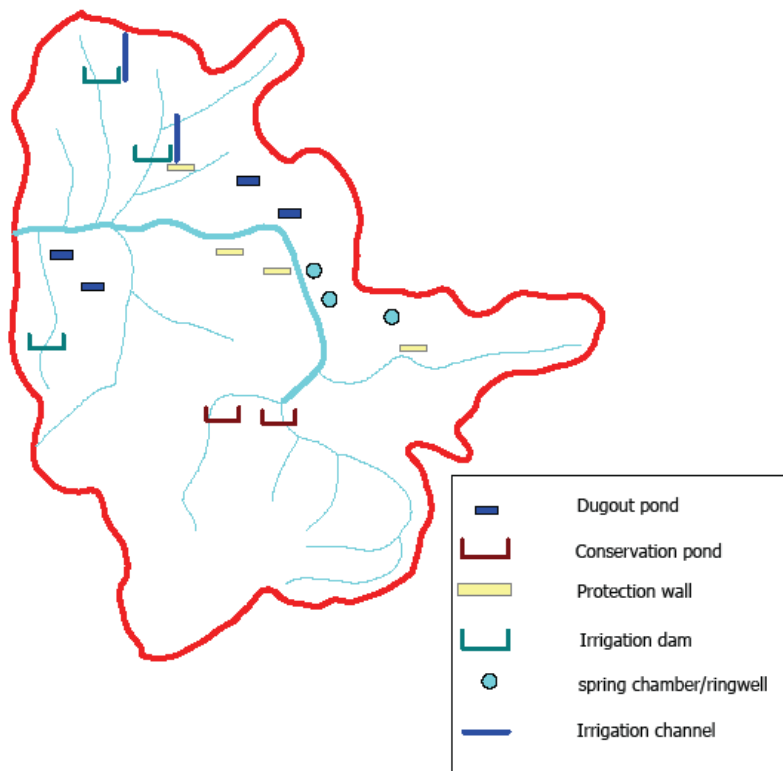 Dugout pond
Conservation pond
Protection wall
Irrigation dam
spring chamber/ringwell
Irrigation channel